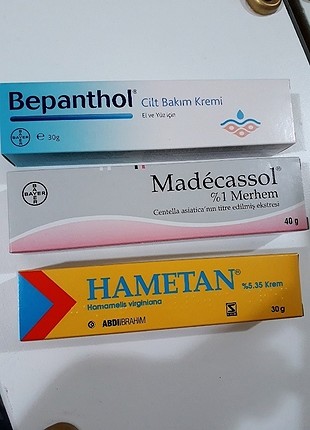 Bepanthol® Cilt Bakım Kremi
El ve Yüz için
BAYER e 30g
Madécassol®
%1 Merhem
BAYER
Centella asiatica'nın titre edilmiş ekstresi
40 g
HAMETAN®
%5.35 Krem
Hamamelis virginiana
ABDİİBRAHİM
30 g